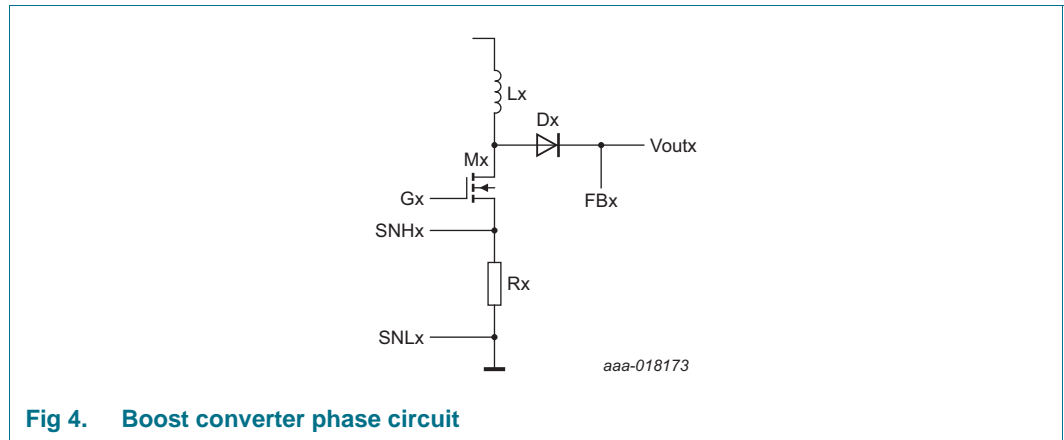 Lx
Dx
Voutx
Mx
FBx
Gx
SNHx
Rx
SNLx
aaa-018173
Fig 4. Boost converter phase circuit